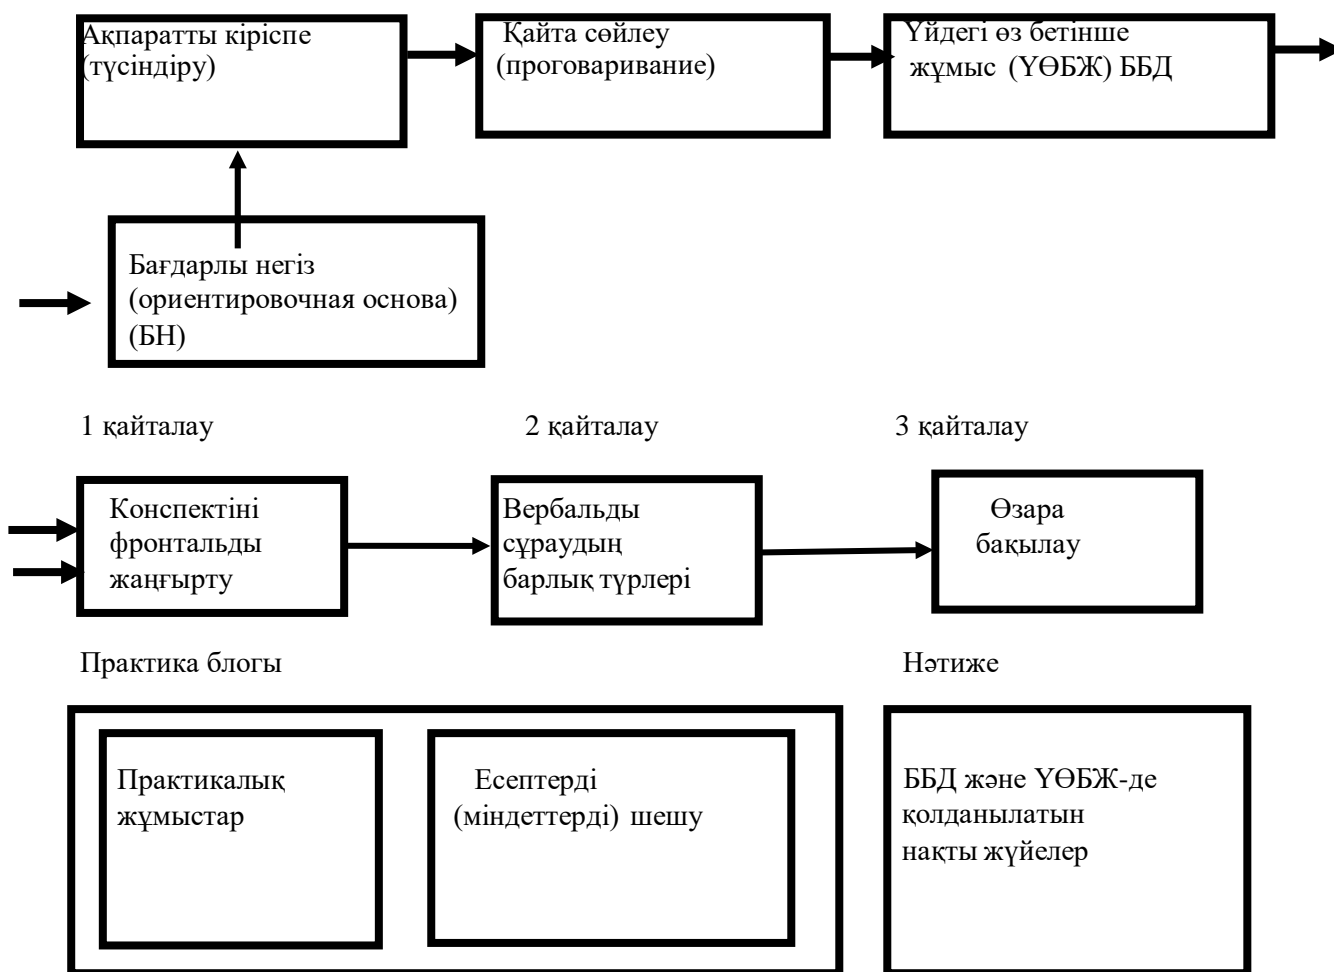 Ақпаратты кіріспе
(түсіндіру)
Қайта сөйлеу
(проговаривание)
Үйдегі өз бетінше
жұмыс (ҮӨБЖ) ББД
Бағдарлы негіз
(ориентировочная основа)
(БН)
1 қайталау
2 қайталау
3 қайталау
Конспектіні
фронтальды
жаңғырту
Вербальды
сұраудың
барлық түрлері
Өзара
бақылау
Практика блогы
Нәтиже
Практикалық
жұмыстар
Есептерді
(міндеттерді) шешу
ББД және ҮӨБЖ-де
қолданылатын
нақты жүйелер